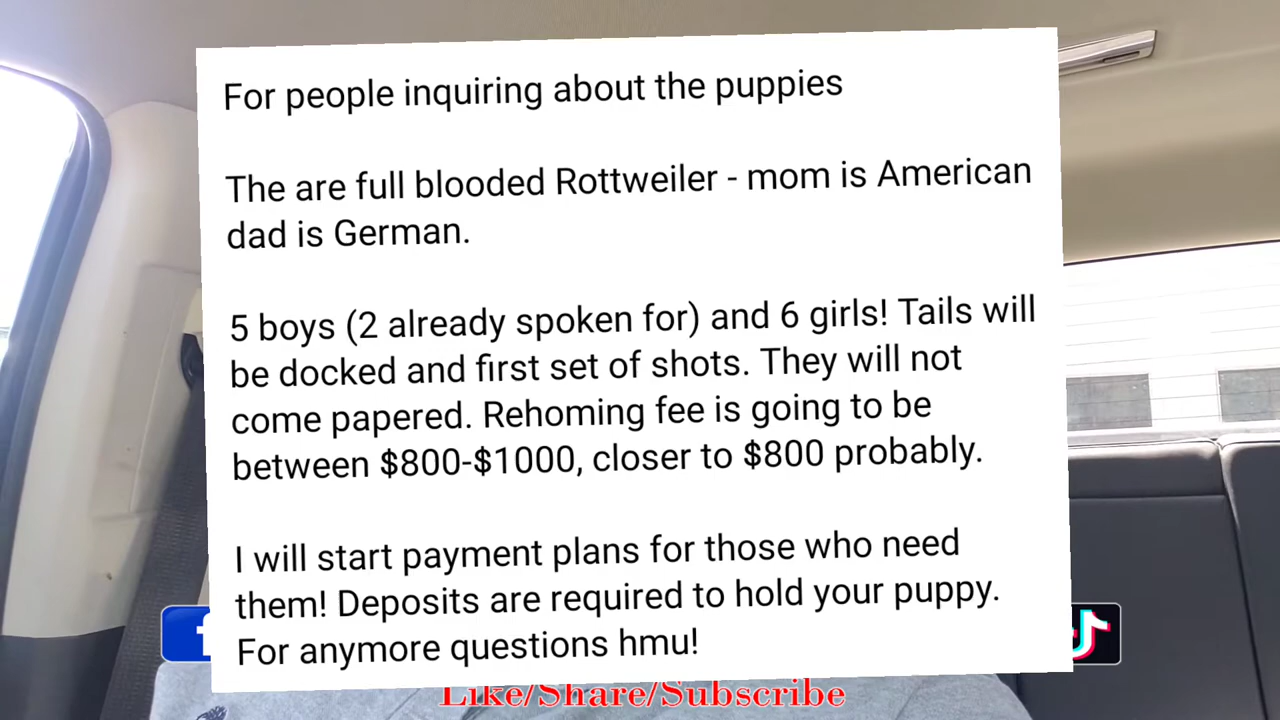 For people inquiring about the puppies
The are full blooded Rottweiler - mom is American
dad is German.
5 boys (2 already spoken for) and 6 girls! Tails will
be docked and first set of shots. They will not
come papered. Rehoming fee is going to be
between $800-$1000, closer to $800 probably.
I will start payment plans for those who need
them! Deposits are required to hold your puppy.
For anymore questions hmu!
Like/Share/Subscribe